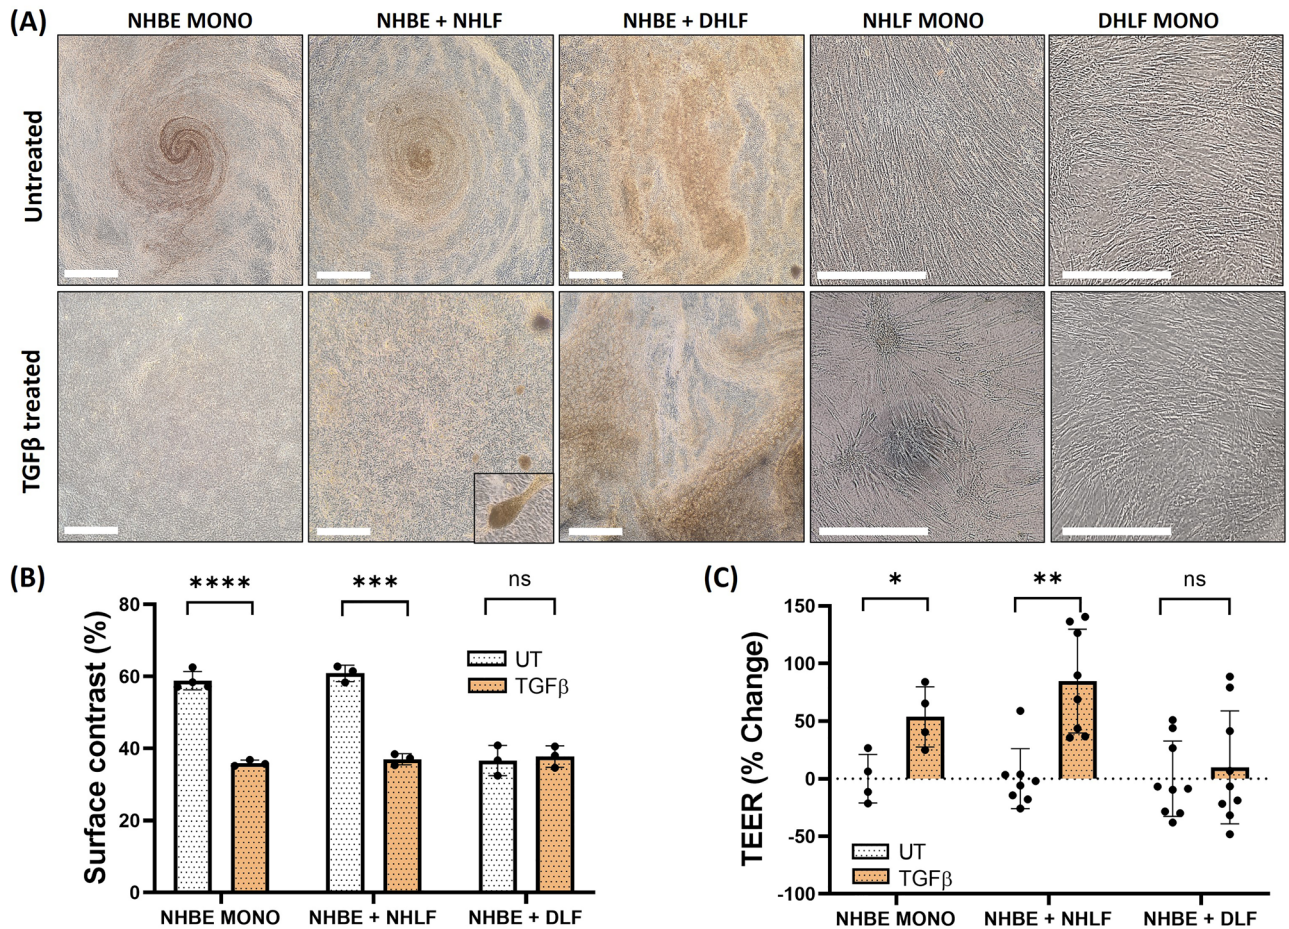 (A)
NHBE MONO NHBE + NHLF NHBE + DHLF NHLF MONO DHLF MONO
Untreated
TGFβ treated
(B)
**** *** ns
Surface contrast (%)
80
60
40
20
0
UT
TGFβ
NHBE MONO NHBE + NHLF NHBE + DLF
(C)
* ** ns
TEER (% Change)
150
100
50
0
-50
-100
UT
TGFβ
NHBE MONO NHBE + NHLF NHBE + DLF